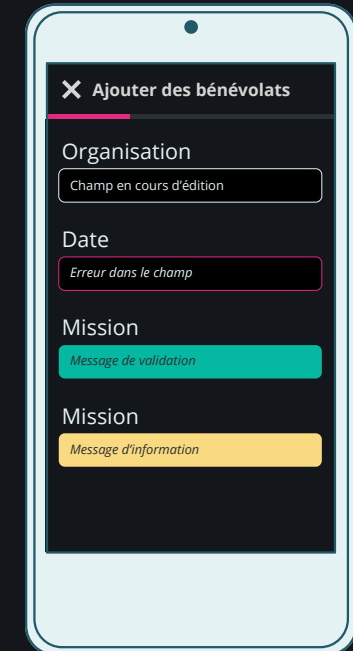 Ajouter des bénévolats
Organisation
Champ en cours d'édition
Date
Erreur dans le champ
Mission
Message de validation
Mission
Message d'information